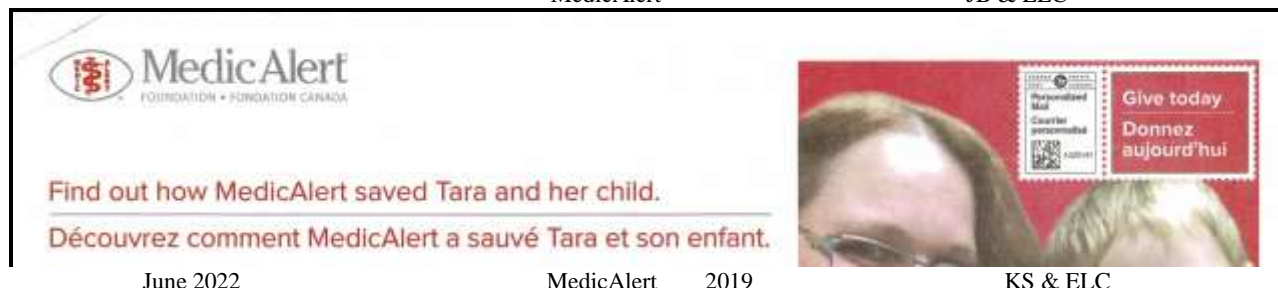 MedicAlert JB & ELC
MedicAlert
FOUNDATION • FONDATION CANADA
Personalized
Mail
Courrier
personnalisé
Give today
Donnez
aujourd'hui
Find out how MedicAlert saved Tara and her child.
Découvrez comment MedicAlert a sauvé Tara et son enfant.
June 2022 MedicAlert 2019 KS & ELC